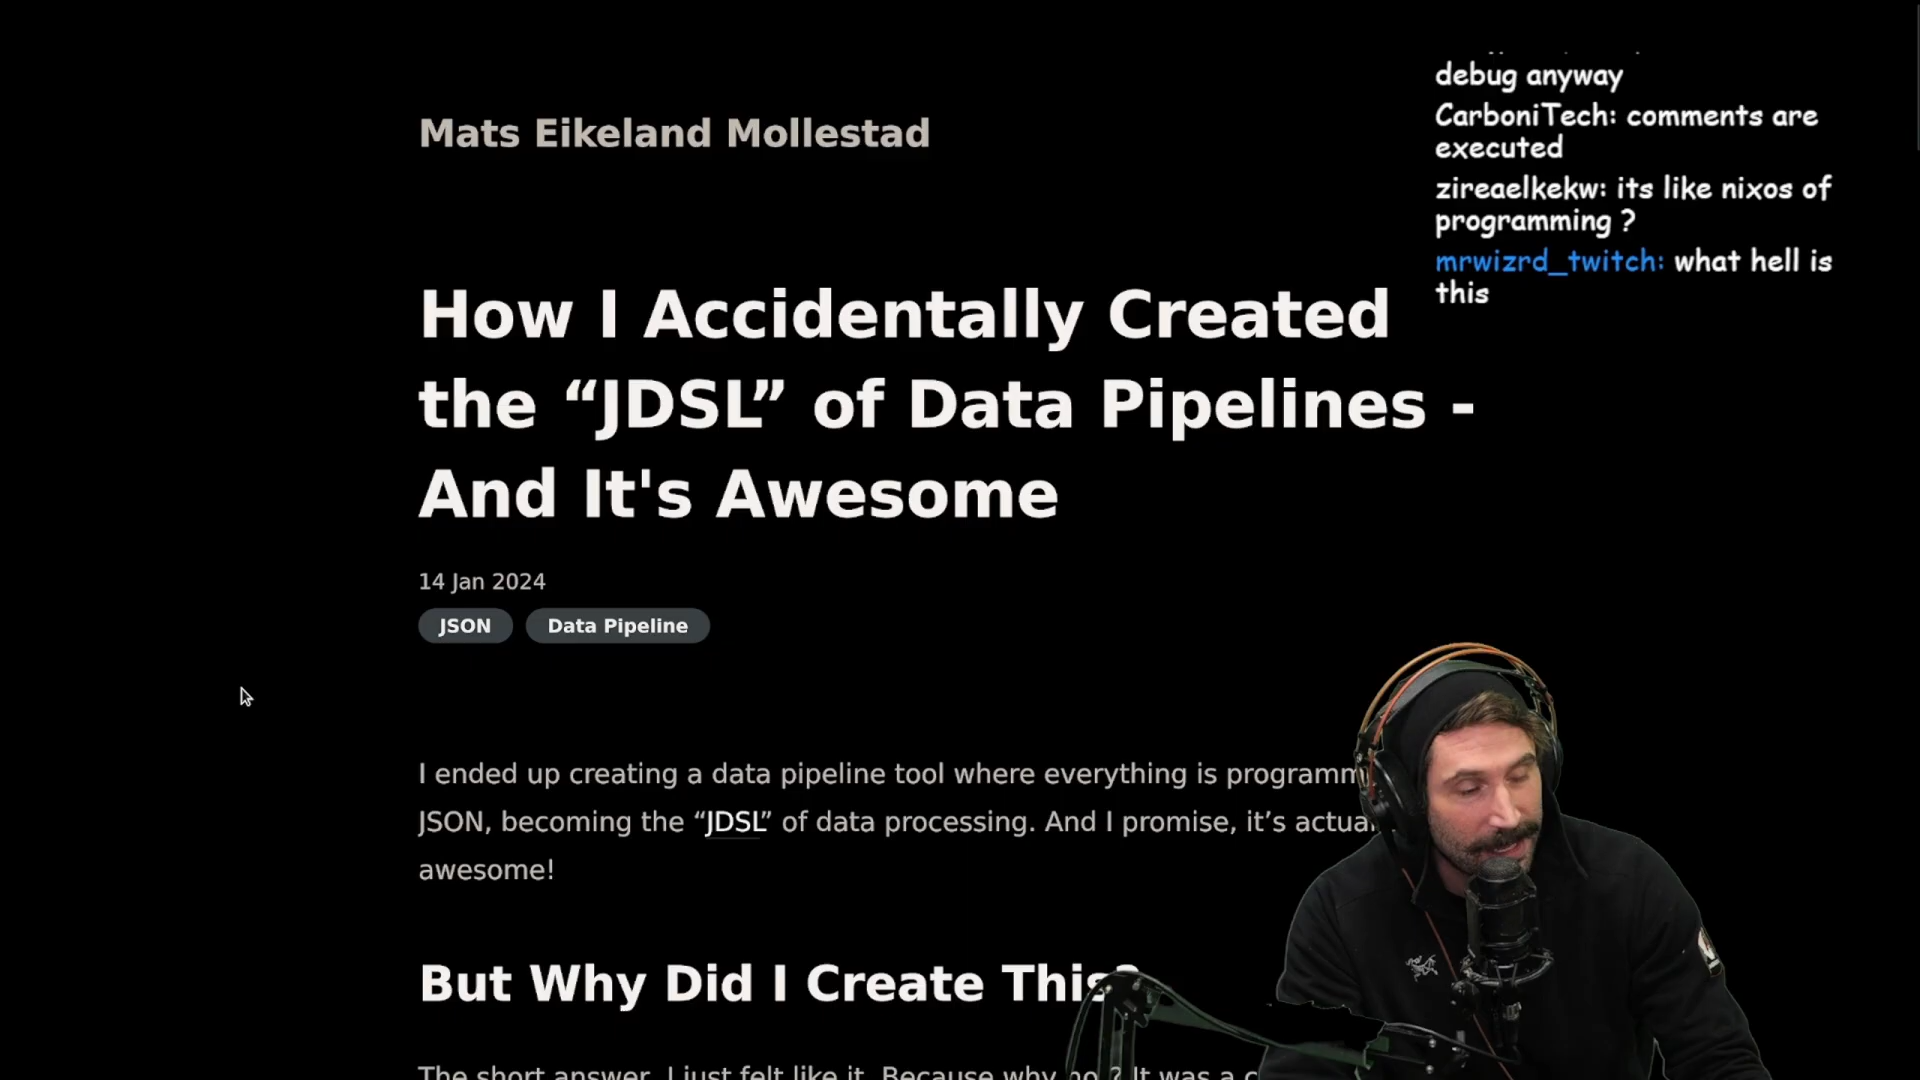 debug anyway
CarboniTech: comments are
executed
zireaelkekw: its like nixos of
programming ?
mrwizrd_twitch: what hell is
this
Mats Eikeland Mollestad
How I Accidentally Created
the “JDSL” of Data Pipelines -
And It's Awesome
14 Jan 2024
JSON Data Pipeline
I ended up creating a data pipeline tool where everything is programm
JSON, becoming the “JDSL” of data processing. And I promise, it’s actual
awesome!
But Why Did I Create This?
The short answer, I just felt like it. Because why no? It was a c